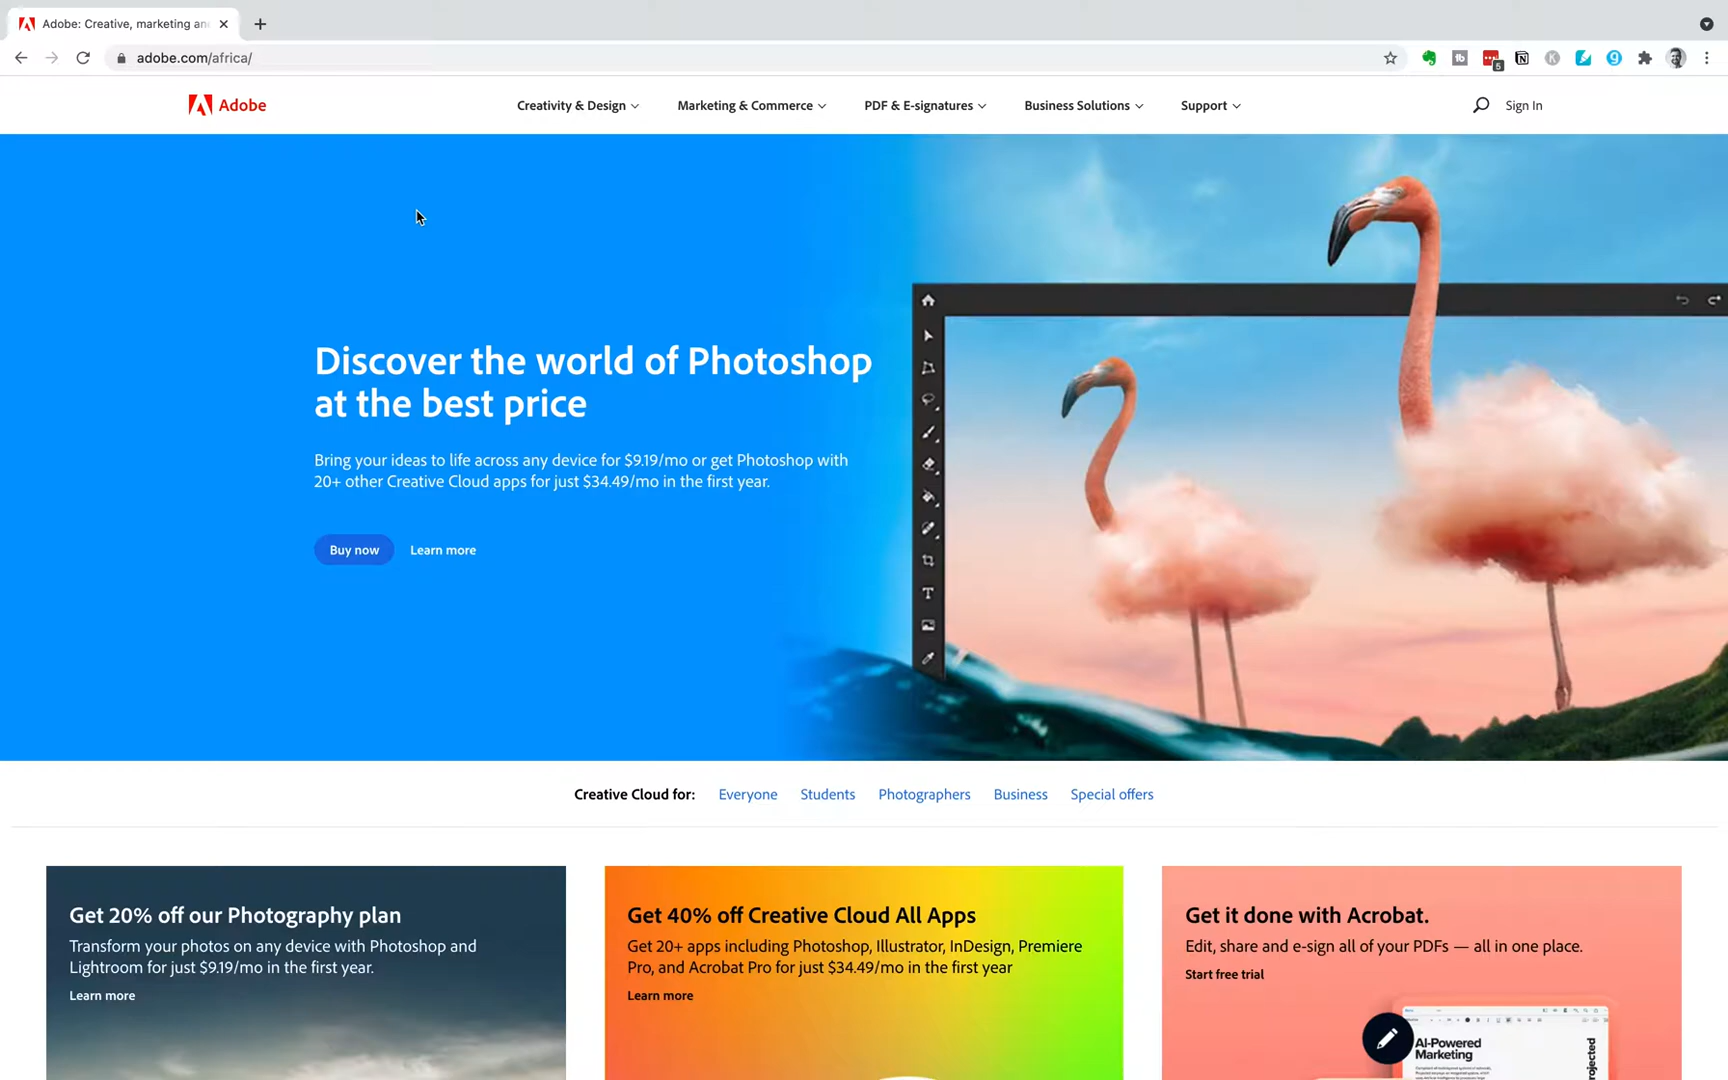 Adobe: Creative, marketing an
adobe.com/africa/
5
Adobe
Creativity & Design
Marketing & Commerce
PDF & E-signatures
Business Solutions
Support
Sign In
Discover the world of Photoshop
at the best price
Bring your ideas to life across any device for $9.19/mo or get Photoshop with
20+ other Creative Cloud apps for just $34.49/mo in the first year.
Buy now
Learn more
Creative Cloud for:
Everyone
Students
Photographers
Business
Special offers
Get 20% off our Photography plan
Transform your photos on any device with Photoshop and
Lightroom for just $9.19/mo in the first year.
Learn more
Get 40% off Creative Cloud All Apps
Get 20+ apps including Photoshop, Illustrator, InDesign, Premiere
Pro, and Acrobat Pro for just $34.49/mo in the first year
Learn more
Get it done with Acrobat.
Edit, share and e-sign all of your PDFs — all in one place.
Start free trial
AI-Powered
Marketing